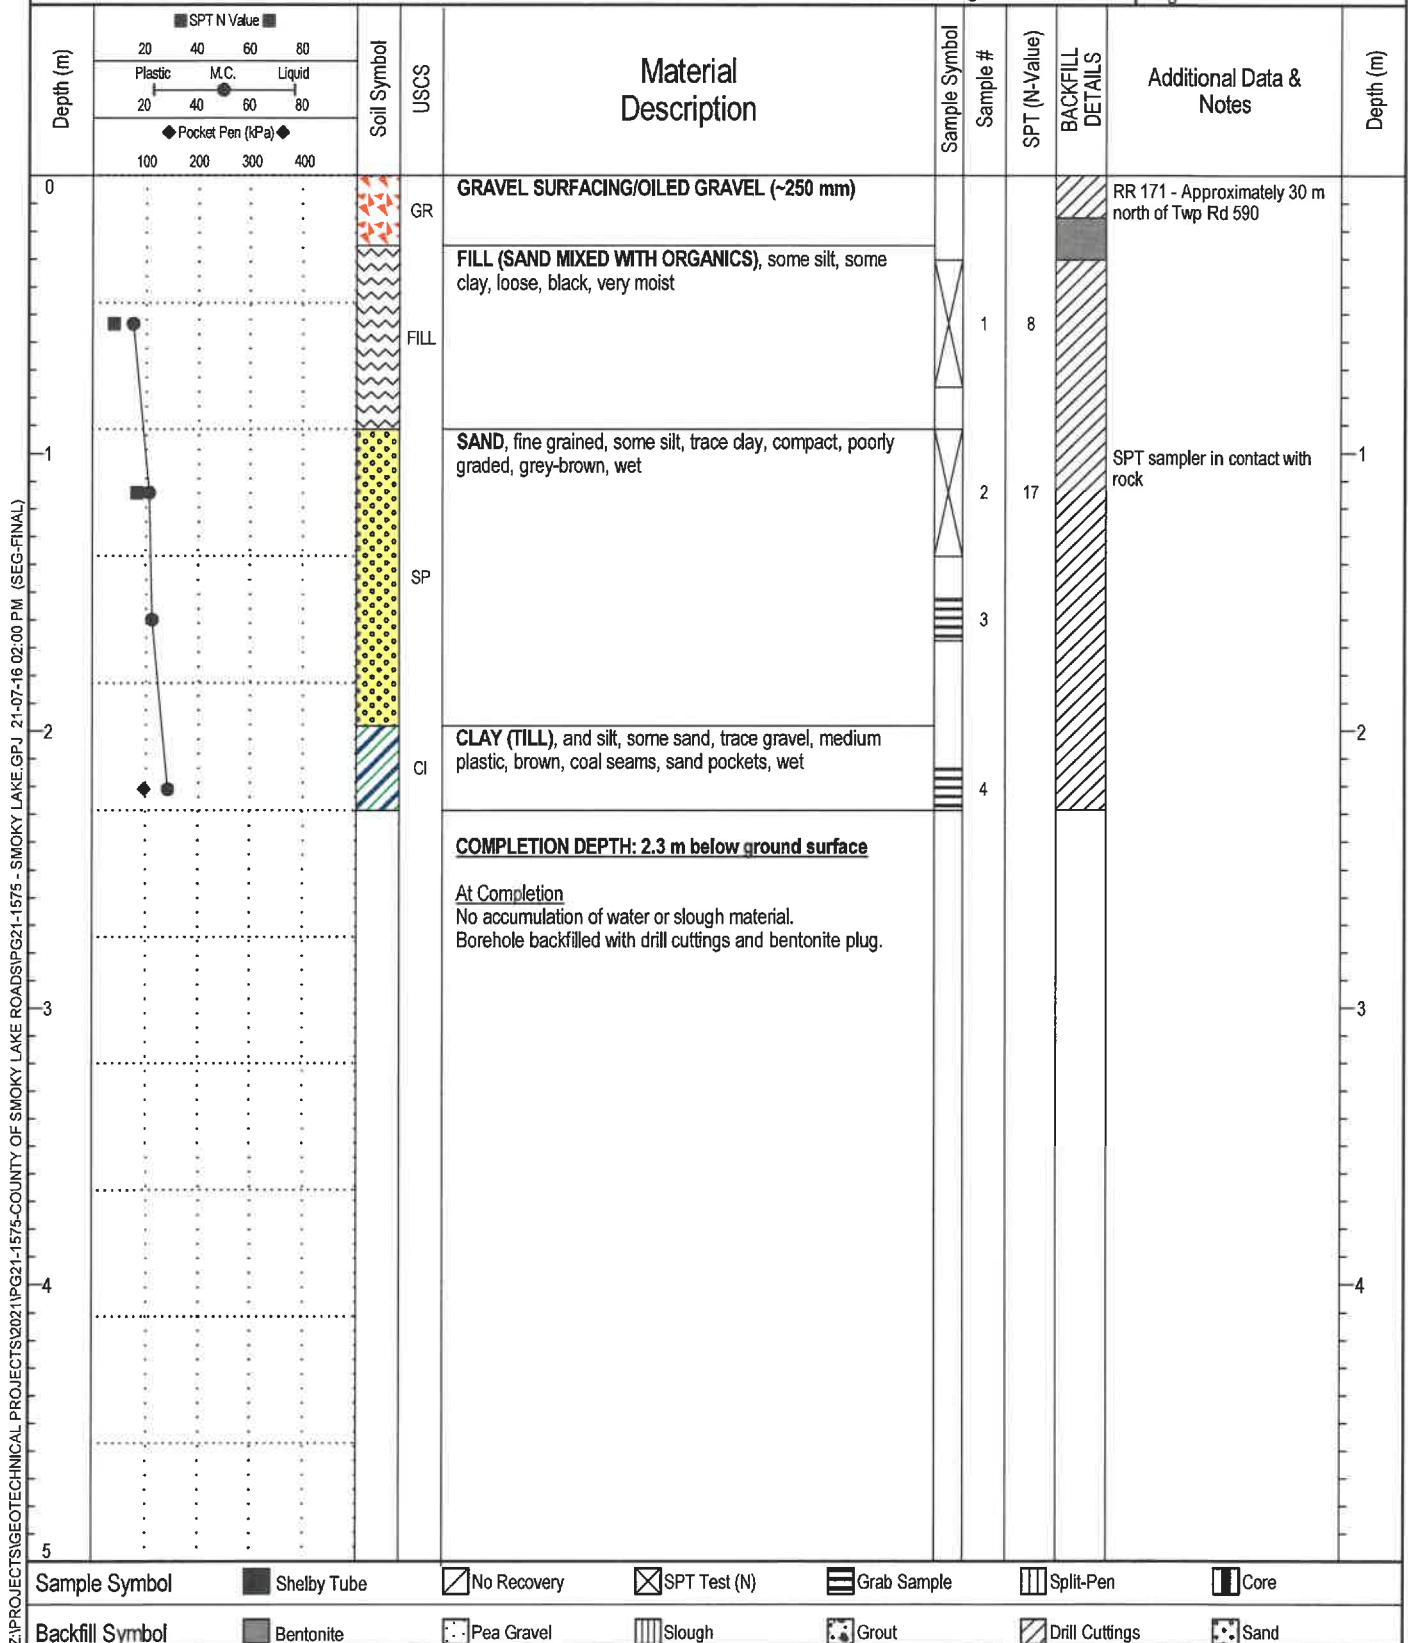 SPT N Value
20 40 60 80
Plastic M.C. Liquid
20 40 60 80
Pocket Pen (kPa)
100 200 300 400
Depth (m)
Soil Symbol
USCS
Material
Description
Sample Symbol
Sample #
SPT (N-Value)
BACKFILL
DETAILS
Additional Data &
Notes
Depth (m)
0
GR
GRAVEL SURFACING/OILED GRAVEL (~250 mm)
RR 171 - Approximately 30 m
north of Twp Rd 590
FILL
FILL (SAND MIXED WITH ORGANICS), some silt, some
clay, loose, black, very moist
1 8
1
SP
SAND, fine grained, some silt, trace clay, compact, poorly
graded, grey-brown, wet
2 17
SPT sampler in contact with
rock
1
3
2
CI
CLAY (TILL), and silt, some sand, trace gravel, medium
plastic, brown, coal seams, sand pockets, wet
4
2
COMPLETION DEPTH: 2.3 m below ground surface
At Completion
No accumulation of water or slough material.
Borehole backfilled with drill cuttings and bentonite plug.
3
3
4
4
5
Sample Symbol Shelby Tube No Recovery SPT Test (N) Grab Sample Split-Pen Core
Backfill Symbol Bentonite Pea Gravel Slough Grout Drill Cuttings Sand
Z:\PROJECTS\GEOTECHNICAL PROJECTS\2021\PG21-1575-COUNTY OF SMOKY LAKE ROADS\PG21-1575 - SMOKY LAKE.GPJ 21-07-16 02:00 PM (SEG-FINAL)